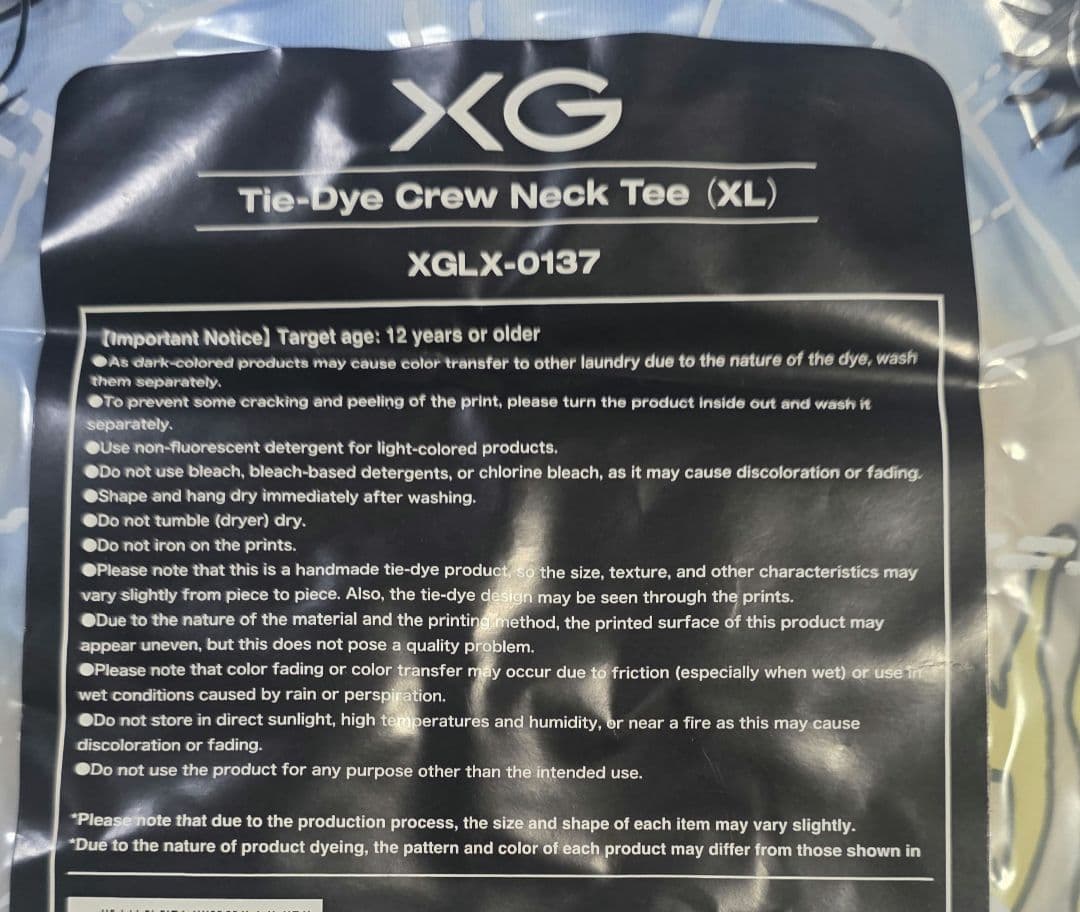 XG
Tie-Dye Crew Neck Tee (XL)
XGLX-0137
【Important Notice】Target age: 12 years or older
●As dark-colored products may cause color transfer to other laundry due to the nature of the dye, wash
them separately.
●To prevent some cracking and peeling of the print, please turn the product inside out and wash it
separately.
●Use non-fluorescent detergent for light-colored products.
●Do not use bleach, bleach-based detergents, or chlorine bleach, as it may cause discoloration or fading.
●Shape and hang dry immediately after washing.
●Do not tumble (dryer) dry.
●Do not iron on the prints.
●Please note that this is a handmade tie-dye product, so the size, texture, and other characteristics may
vary slightly from piece to piece. Also, the tie-dye design may be seen through the prints.
●Due to the nature of the material and the printing method, the printed surface of this product may
appear uneven, but this does not pose a quality problem.
●Please note that color fading or color transfer may occur due to friction (especially when wet) or use in
wet conditions caused by rain or perspiration.
●Do not store in direct sunlight, high temperatures and humidity, or near a fire as this may cause
discoloration or fading.
●Do not use the product for any purpose other than the intended use.
*Please note that due to the production process, the size and shape of each item may vary slightly.
*Due to the nature of product dyeing, the pattern and color of each product may differ from those shown in